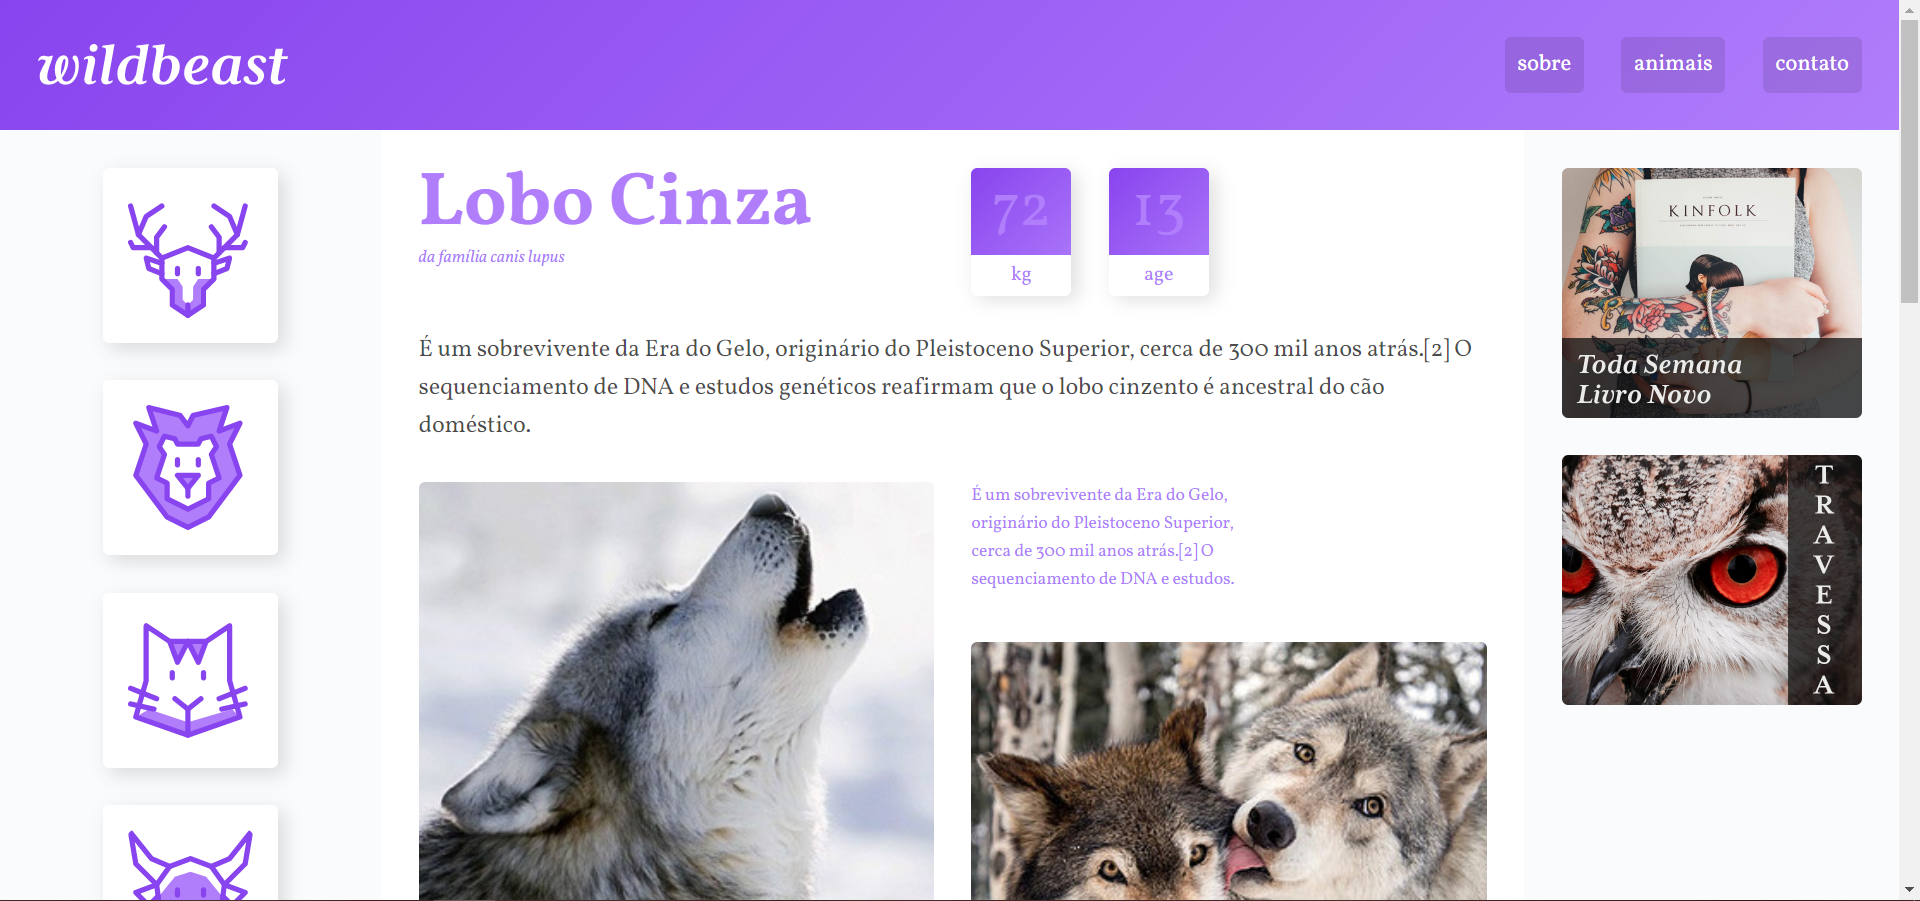 wildbeast
sobre
animais
contato
Lobo Cinza
da família canis lupus
72
kg
13
age
É um sobrevivente da Era do Gelo, originário do Pleistoceno Superior, cerca de 300 mil anos atrás.[2] O
sequenciamento de DNA e estudos genéticos reafirmam que o lobo cinzento é ancestral do cão
doméstico.
É um sobrevivente da Era do Gelo,
originário do Pleistoceno Superior,
cerca de 300 mil anos atrás.[2] O
sequenciamento de DNA e estudos.
KINFOLK
Toda Semana
Livro Novo
TRAVESSA